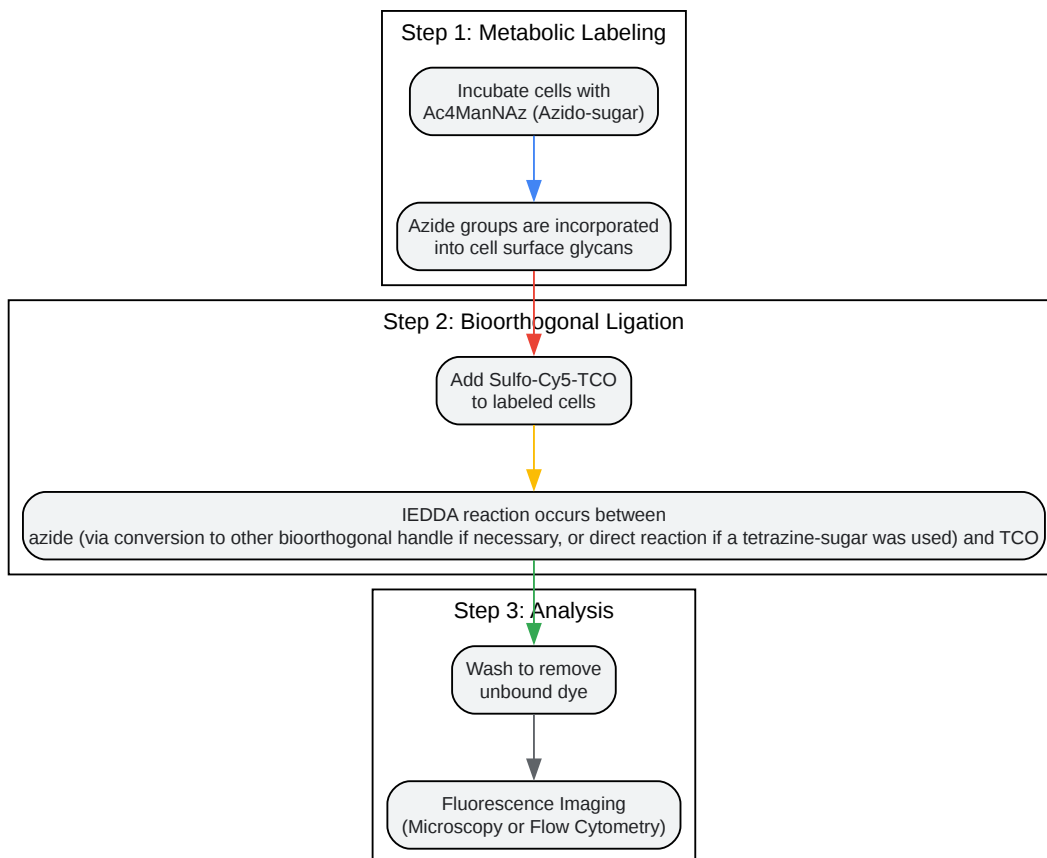 Step 1: Metabolic Labeling
Incubate cells with
Ac4ManNAz (Azido-sugar)
Azide groups are incorporated
into cell surface glycans
Step 2: Bioorthogonal Ligation
Add Sulfo-Cy5-TCO
to labeled cells
IEDDA reaction occurs between
azide (via conversion to other bioorthogonal handle if necessary, or direct reaction if a tetrazine-sugar was used) and TCO
Step 3: Analysis
Wash to remove
unbound dye
Fluorescence Imaging
(Microscopy or Flow Cytometry)